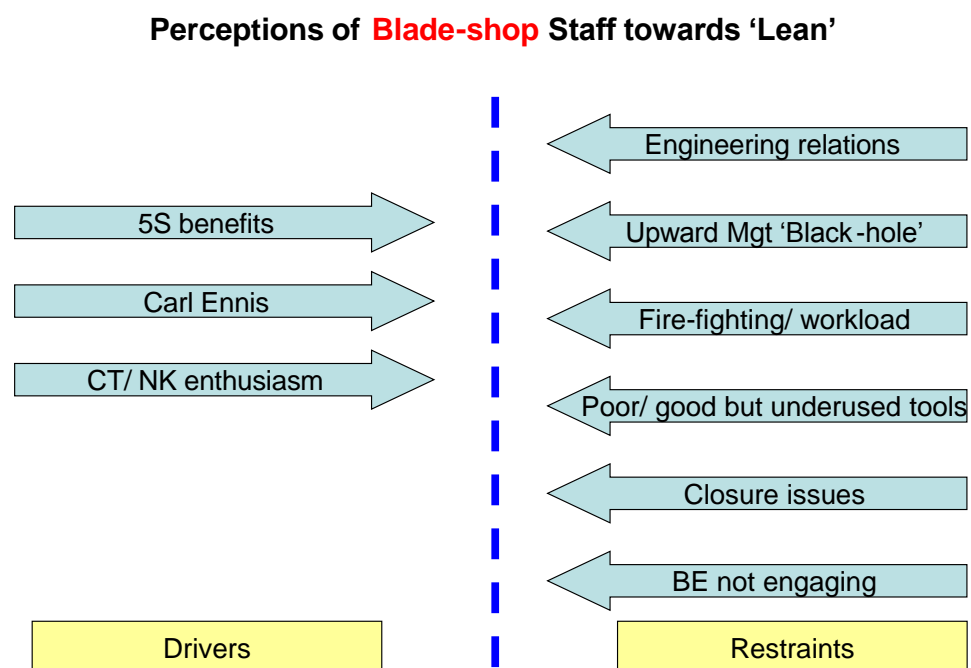 Perceptions of Blade-shop Staff towards ‘Lean’
5S benefits
Carl Ennis
CT/ NK enthusiasm
Engineering relations
Upward Mgt ‘Black-hole’
Fire-fighting/ workload
Poor/ good but underused tools
Closure issues
BE not engaging
Drivers
Restraints